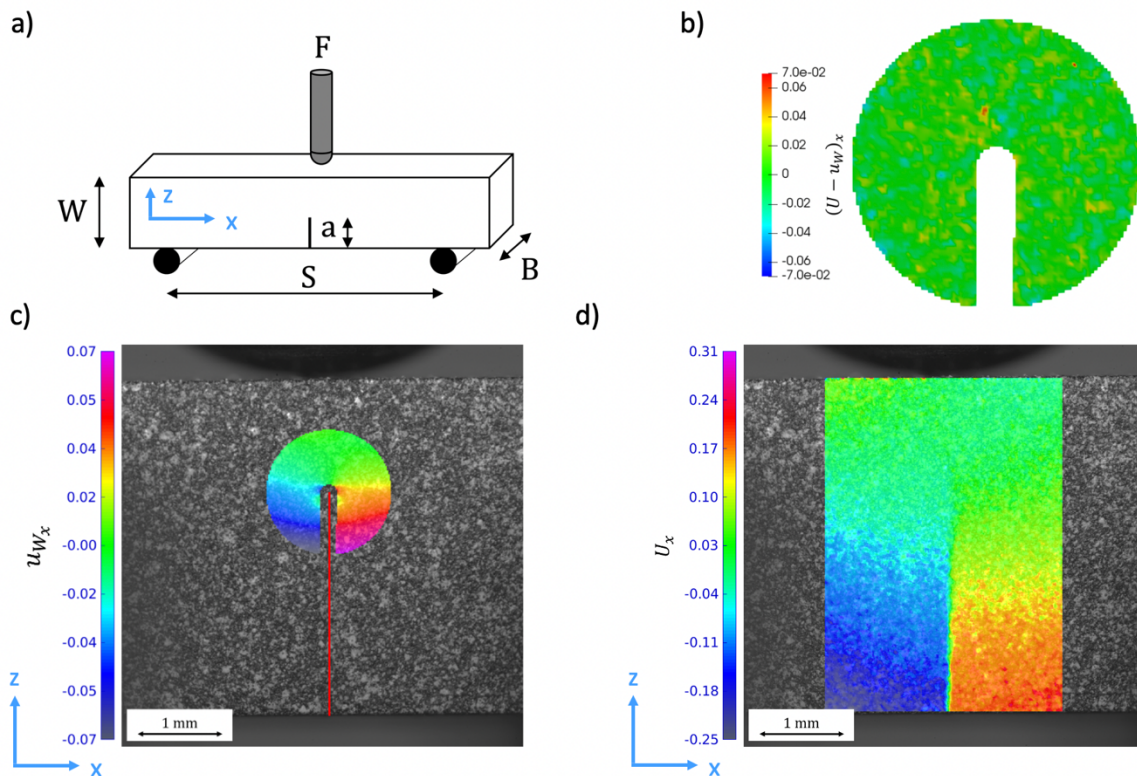 a)
F
W
Z
X
a
B
S
b)
7.0e-02
0.06
0.04
0.02
0
-0.02
-0.04
-0.06
-7.0e-02
(U − u_W)_x
c)
0.07
0.05
0.04
0.02
-0.00
-0.02
-0.04
-0.05
-0.07
u_{W_x}
1 mm
Z
X
d)
0.31
0.24
0.17
0.10
0.03
-0.04
-0.11
-0.18
-0.25
U_x
1 mm
Z
X